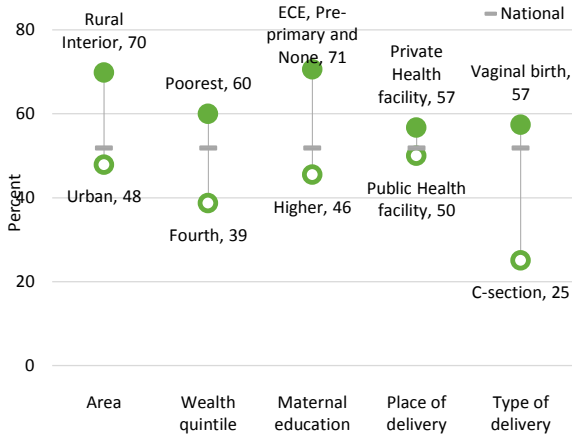 National
80
60
40
20
0
Percent
Rural
Interior, 70
Urban, 48
Poorest, 60
Fourth, 39
ECE, Pre-
primary and
None, 71
Higher, 46
Private
Health
facility, 57
Public Health
facility, 50
Vaginal birth,
57
C-section, 25
Area
Wealth
quintile
Maternal
education
Place of
delivery
Type of
delivery